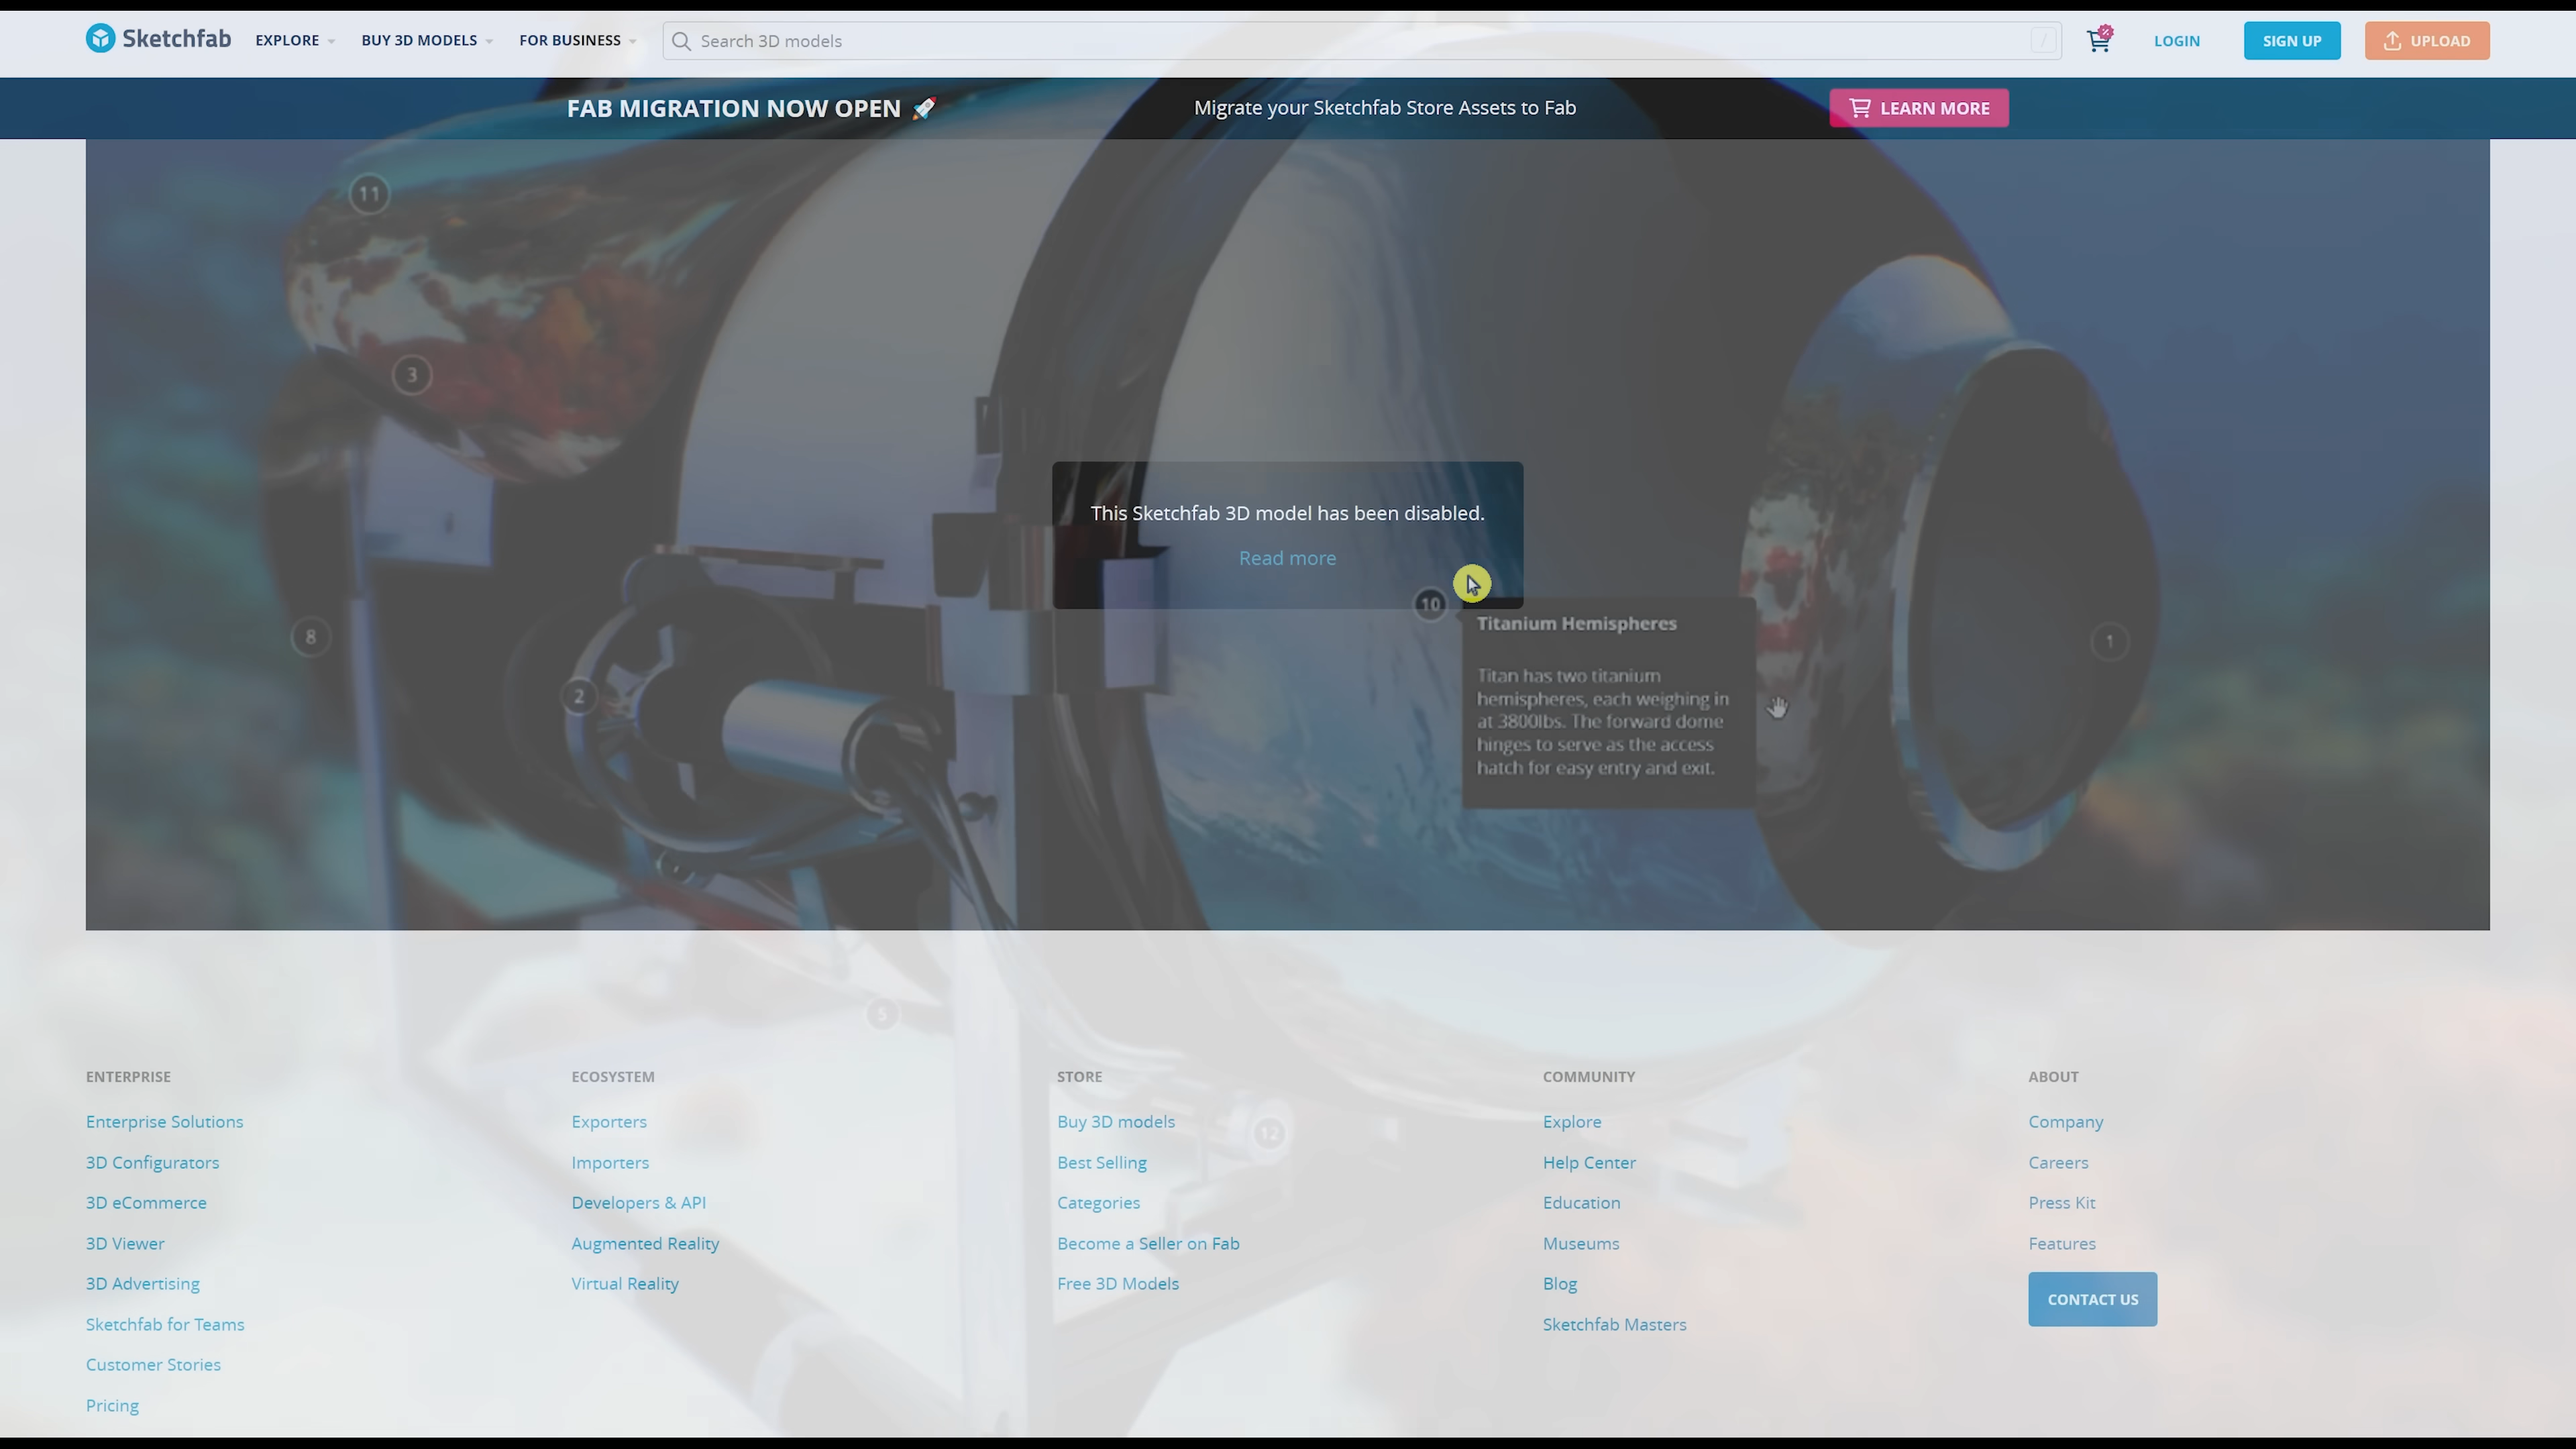 Sketchfab
EXPLORE
BUY 3D MODELS
FOR BUSINESS
Search 3D models
/
LOGIN
SIGN UP
UPLOAD
FAB MIGRATION NOW OPEN 🚀
Migrate your Sketchfab Store Assets to Fab
LEARN MORE
11
3
This Sketchfab 3D model has been disabled.
Read more
10
Titanium Hemispheres
Titan has two titanium
hemispheres, each weighing in
at 3800lbs. The forward dome
hinges to serve as the access
hatch for easy entry and exit.
8
2
1
5
12
ENTERPRISE
Enterprise Solutions
3D Configurators
3D eCommerce
3D Viewer
3D Advertising
Sketchfab for Teams
Customer Stories
Pricing
ECOSYSTEM
Exporters
Importers
Developers & API
Augmented Reality
Virtual Reality
STORE
Buy 3D models
Best Selling
Categories
Become a Seller on Fab
Free 3D Models
COMMUNITY
Explore
Help Center
Education
Museums
Blog
Sketchfab Masters
ABOUT
Company
Careers
Press Kit
Features
CONTACT US